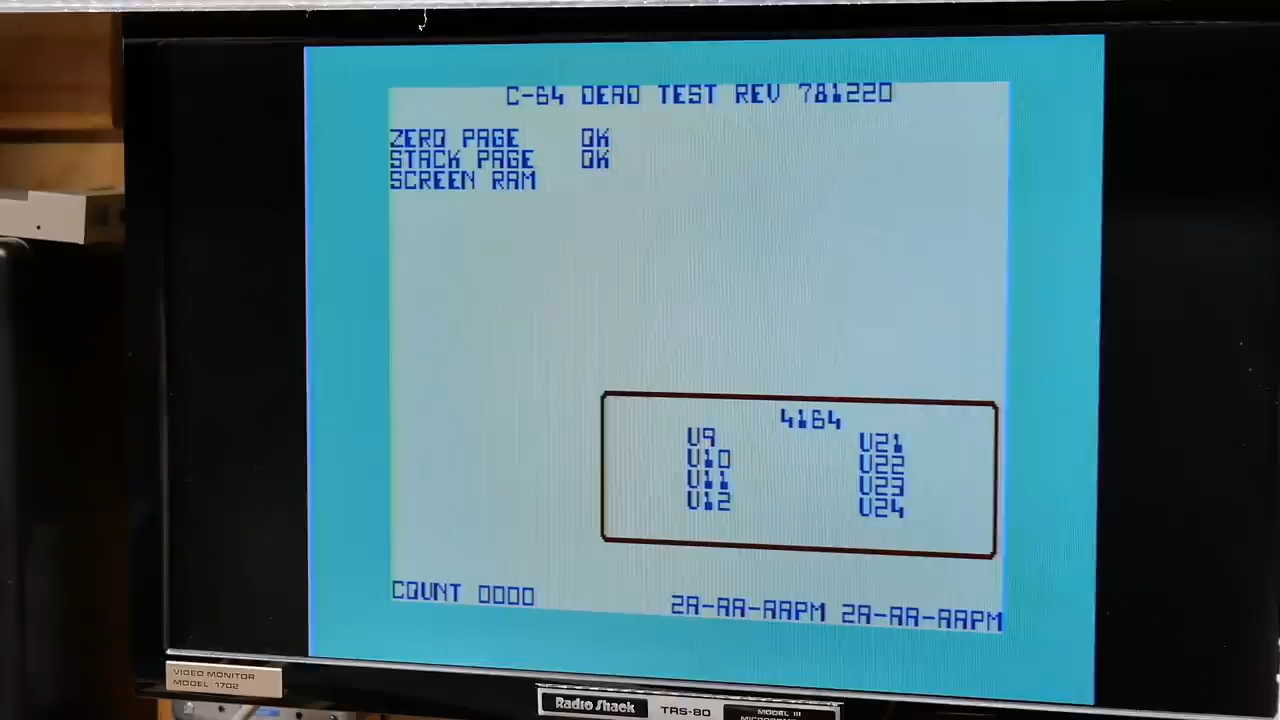 C-64 DEAD TEST REV 781220
ZERO PAGE OK
STACK PAGE OK
SCREEN RAM
4164
U9 U21
U10 U22
U11 U23
U12 U24
COUNT 0000
2A-AA-AAPM 2A-AA-AAPM
VIDEO MONITOR
MODEL 1702
Radio Shack TRS-80 MODEL III